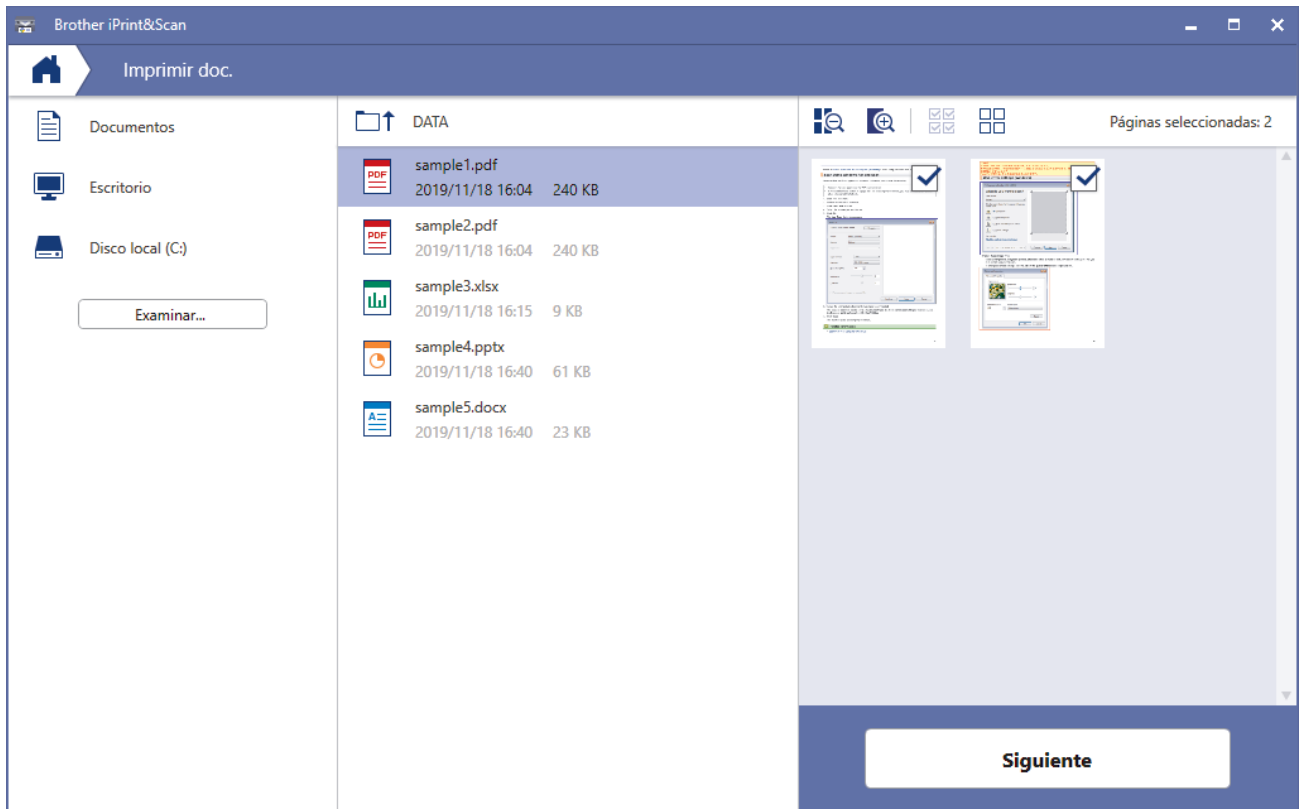 Brother iPrint&Scan
Imprimir doc.
Documentos
Escritorio
Disco local (C:)
Examinar...
DATA
sample1.pdf
2019/11/18 16:04 240 KB
sample2.pdf
2019/11/18 16:04 240 KB
sample3.xlsx
2019/11/18 16:15 9 KB
sample4.pptx
2019/11/18 16:40 61 KB
sample5.docx
2019/11/18 16:40 23 KB
PDF
PDF
Páginas seleccionadas: 2
Siguiente